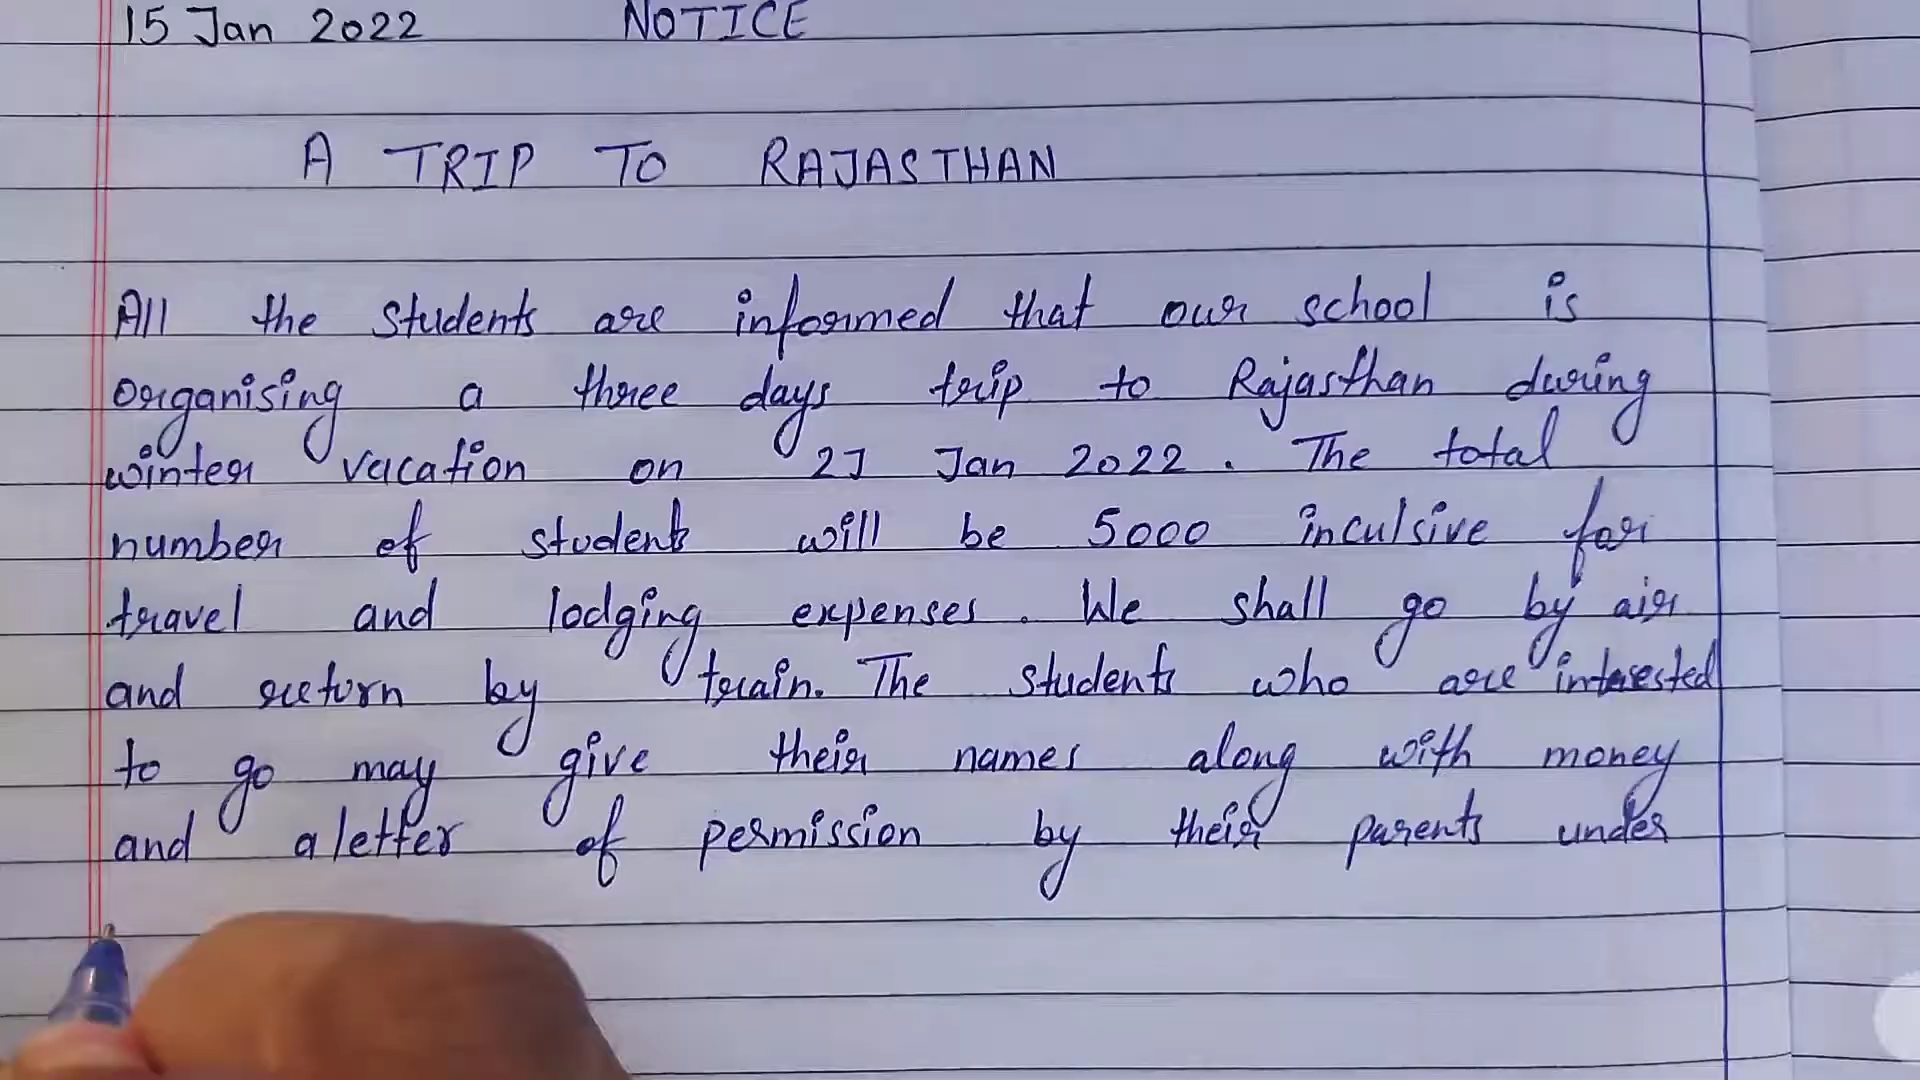 15 Jan 2022 NOTICE
A TRIP TO RAJASTHAN
All the students are informed that our school is
organising a three days trip to Rajasthan during
winter vacation on 27 Jan 2022. The total
number of students will be 5000 inculsive for
travel and lodging expenses. We shall go by air
and return by train. The students who are interested
to go may give their names along with money
and a letter of permission by their parents under